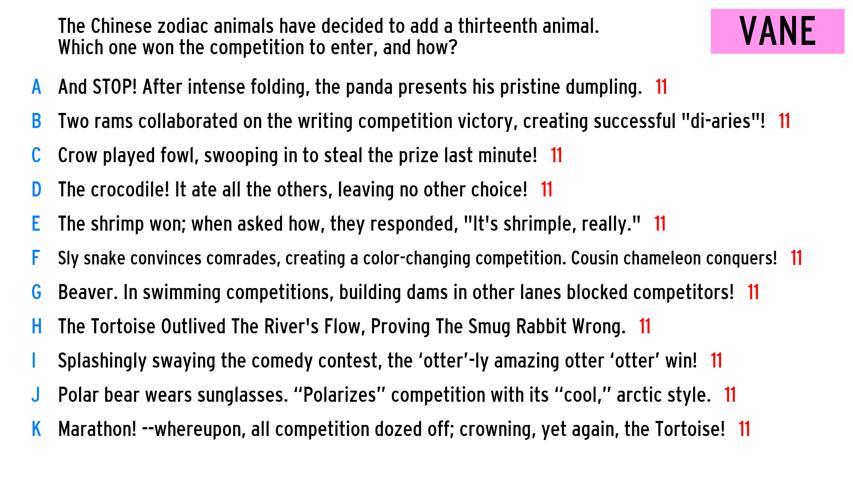 The Chinese zodiac animals have decided to add a thirteenth animal.
VANE
Which one won the competition to enter, and how?
A And STOP! After intense folding, the panda presents his pristine dumpling. 11
B Two rams collaborated on the writing competition victory, creating successful "di-aries"! 11
C Crow played fowl, swooping in to steal the prize last minute! 11
D The crocodile! It ate all the others, leaving no other choice! 11
E The shrimp won; when asked how, they responded, "It's shrimple, really." 11
F Sly snake convinces comrades, creating a color-changing competition. Cousin chameleon conquers! 11
G Beaver. In swimming competitions, building dams in other lanes blocked competitors! 11
H The Tortoise Outlived The River's Flow, Proving The Smug Rabbit Wrong. 11
I Splashingly swaying the comedy contest, the ‘otter’-ly amazing otter ‘otter’ win! 11
J Polar bear wears sunglasses. “Polarizes” competition with its “cool,” arctic style. 11
K Marathon! --whereupon, all competition dozed off; crowning, yet again, the Tortoise! 11